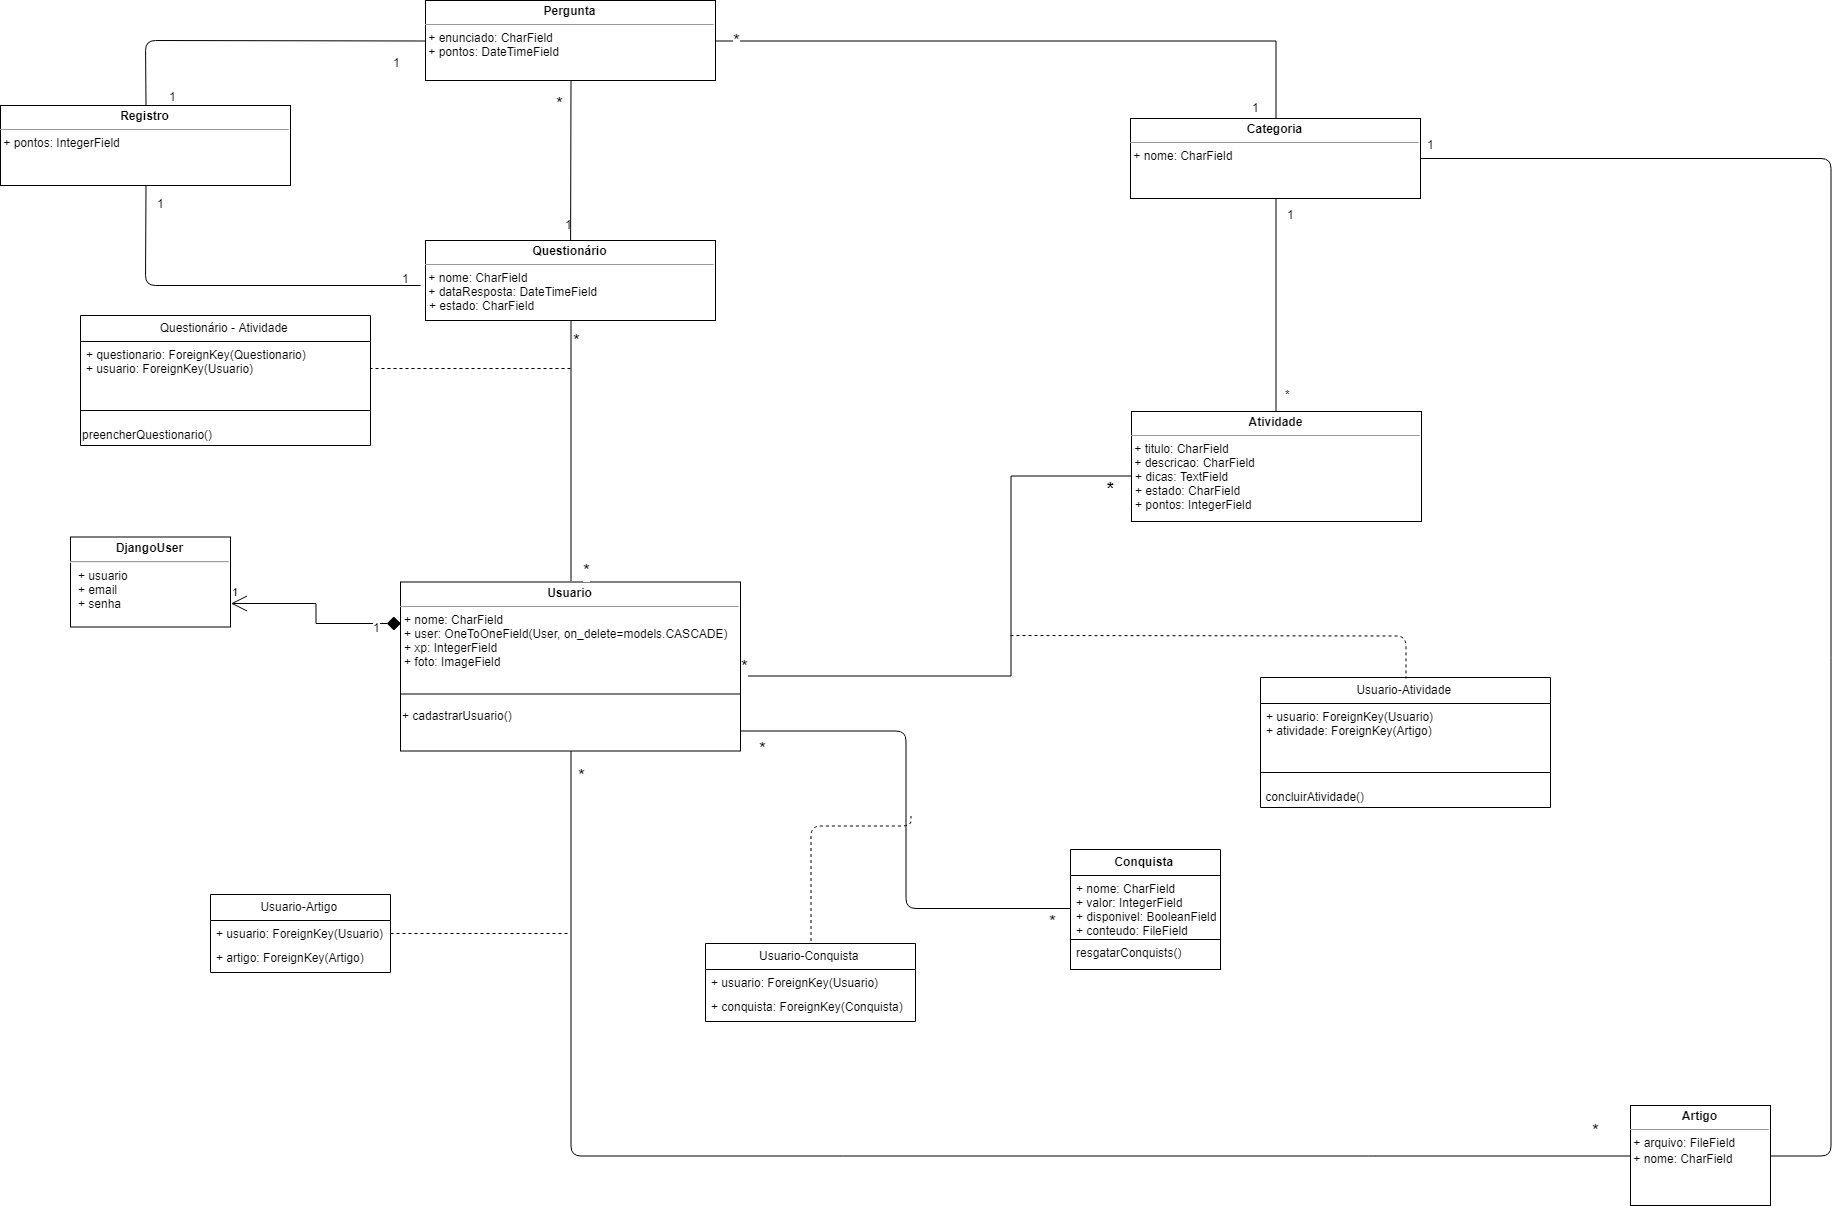 Pergunta
+ enunciado: CharField
+ pontos: DateTimeField
*
1
1
*
1
Registro
+ pontos: IntegerField
1
Categoria
+ nome: CharField
1
1
1
1
Questionário
+ nome: CharField
+ dataResposta: DateTimeField
+ estado: CharField
1
*
Questionário - Atividade
+ questionario: ForeignKey(Questionario)
+ usuario: ForeignKey(Usuario)
preencherQuestionario()
*
Atividade
+ titulo: CharField
+ descricao: CharField
+ dicas: TextField
+ estado: CharField
+ pontos: IntegerField
*
DjangoUser
+ usuario
+ email
+ senha
1
1
*
Usuario
+ nome: CharField
+ user: OneToOneField(User, on_delete=models.CASCADE)
+ xp: IntegerField
+ foto: ImageField
+ cadastrarUsuario()
*
*
*
Usuario-Atividade
+ usuario: ForeignKey(Usuario)
+ atividade: ForeignKey(Artigo)
concluirAtividade()
Conquista
+ nome: CharField
+ valor: IntegerField
+ disponivel: BooleanField
+ conteudo: FileField
resgatarConquists()
*
Usuario-Artigo
+ usuario: ForeignKey(Usuario)
+ artigo: ForeignKey(Artigo)
Usuario-Conquista
+ usuario: ForeignKey(Usuario)
+ conquista: ForeignKey(Conquista)
*
Artigo
+ arquivo: FileField
+ nome: CharField